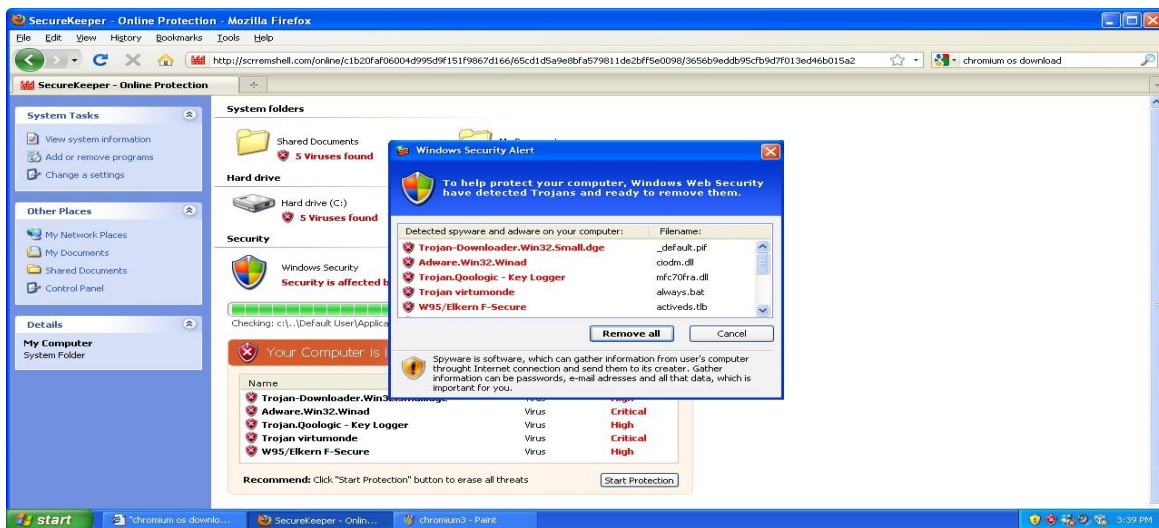 SecureKeeper - Online Protection - Mozilla Firefox
File Edit View History Bookmarks Tools Help
http://scrremshell.com/online/c1b20faf06004d995d9f151f9867d166/65cd1d5a9e8bfa579811de2bff5e0098/3656b9eddb95cfb9d7f013ed46b015a2
chromium os download
SecureKeeper - Online Protection
System Tasks
View system information
Add or remove programs
Change a settings
Other Places
My Network Places
My Documents
Shared Documents
Control Panel
Details
My Computer
System Folder
System folders
Shared Documents
5 Viruses found
Hard drive
Hard drive (C:)
5 Viruses found
Security
Windows Security
Security is affected b
Checking: c:\..\Default User\Applica
Your Computer is i
Name
Trojan-Downloader.Win32.Small.dge Virus High
Adware.Win32.Winad Virus Critical
Trojan.Qoologic - Key Logger Virus High
Trojan virtumonde Virus Critical
W95/Elkern F-Secure Virus High
Recommend: Click "Start Protection" button to erase all threats
Start Protection
Windows Security Alert
To help protect your computer, Windows Web Security
have detected Trojans and ready to remove them.
Detected spyware and adware on your computer: Filename:
Trojan-Downloader.Win32.Small.dge _default.pif
Adware.Win32.Winad ciodm.dll
Trojan.Qoologic - Key Logger mfc70fra.dll
Trojan virtumonde always.bat
W95/Elkern F-Secure activeds.tlb
Remove all Cancel
Spyware is software, which can gather information from user's computer
throught Internet connection and send them to its creater. Gather
information can be passwords, e-mail adresses and all that data, which is
important for you.
start "chromium os downlo... SecureKeeper - Onlin... chromium3 - Paint 3:39 PM